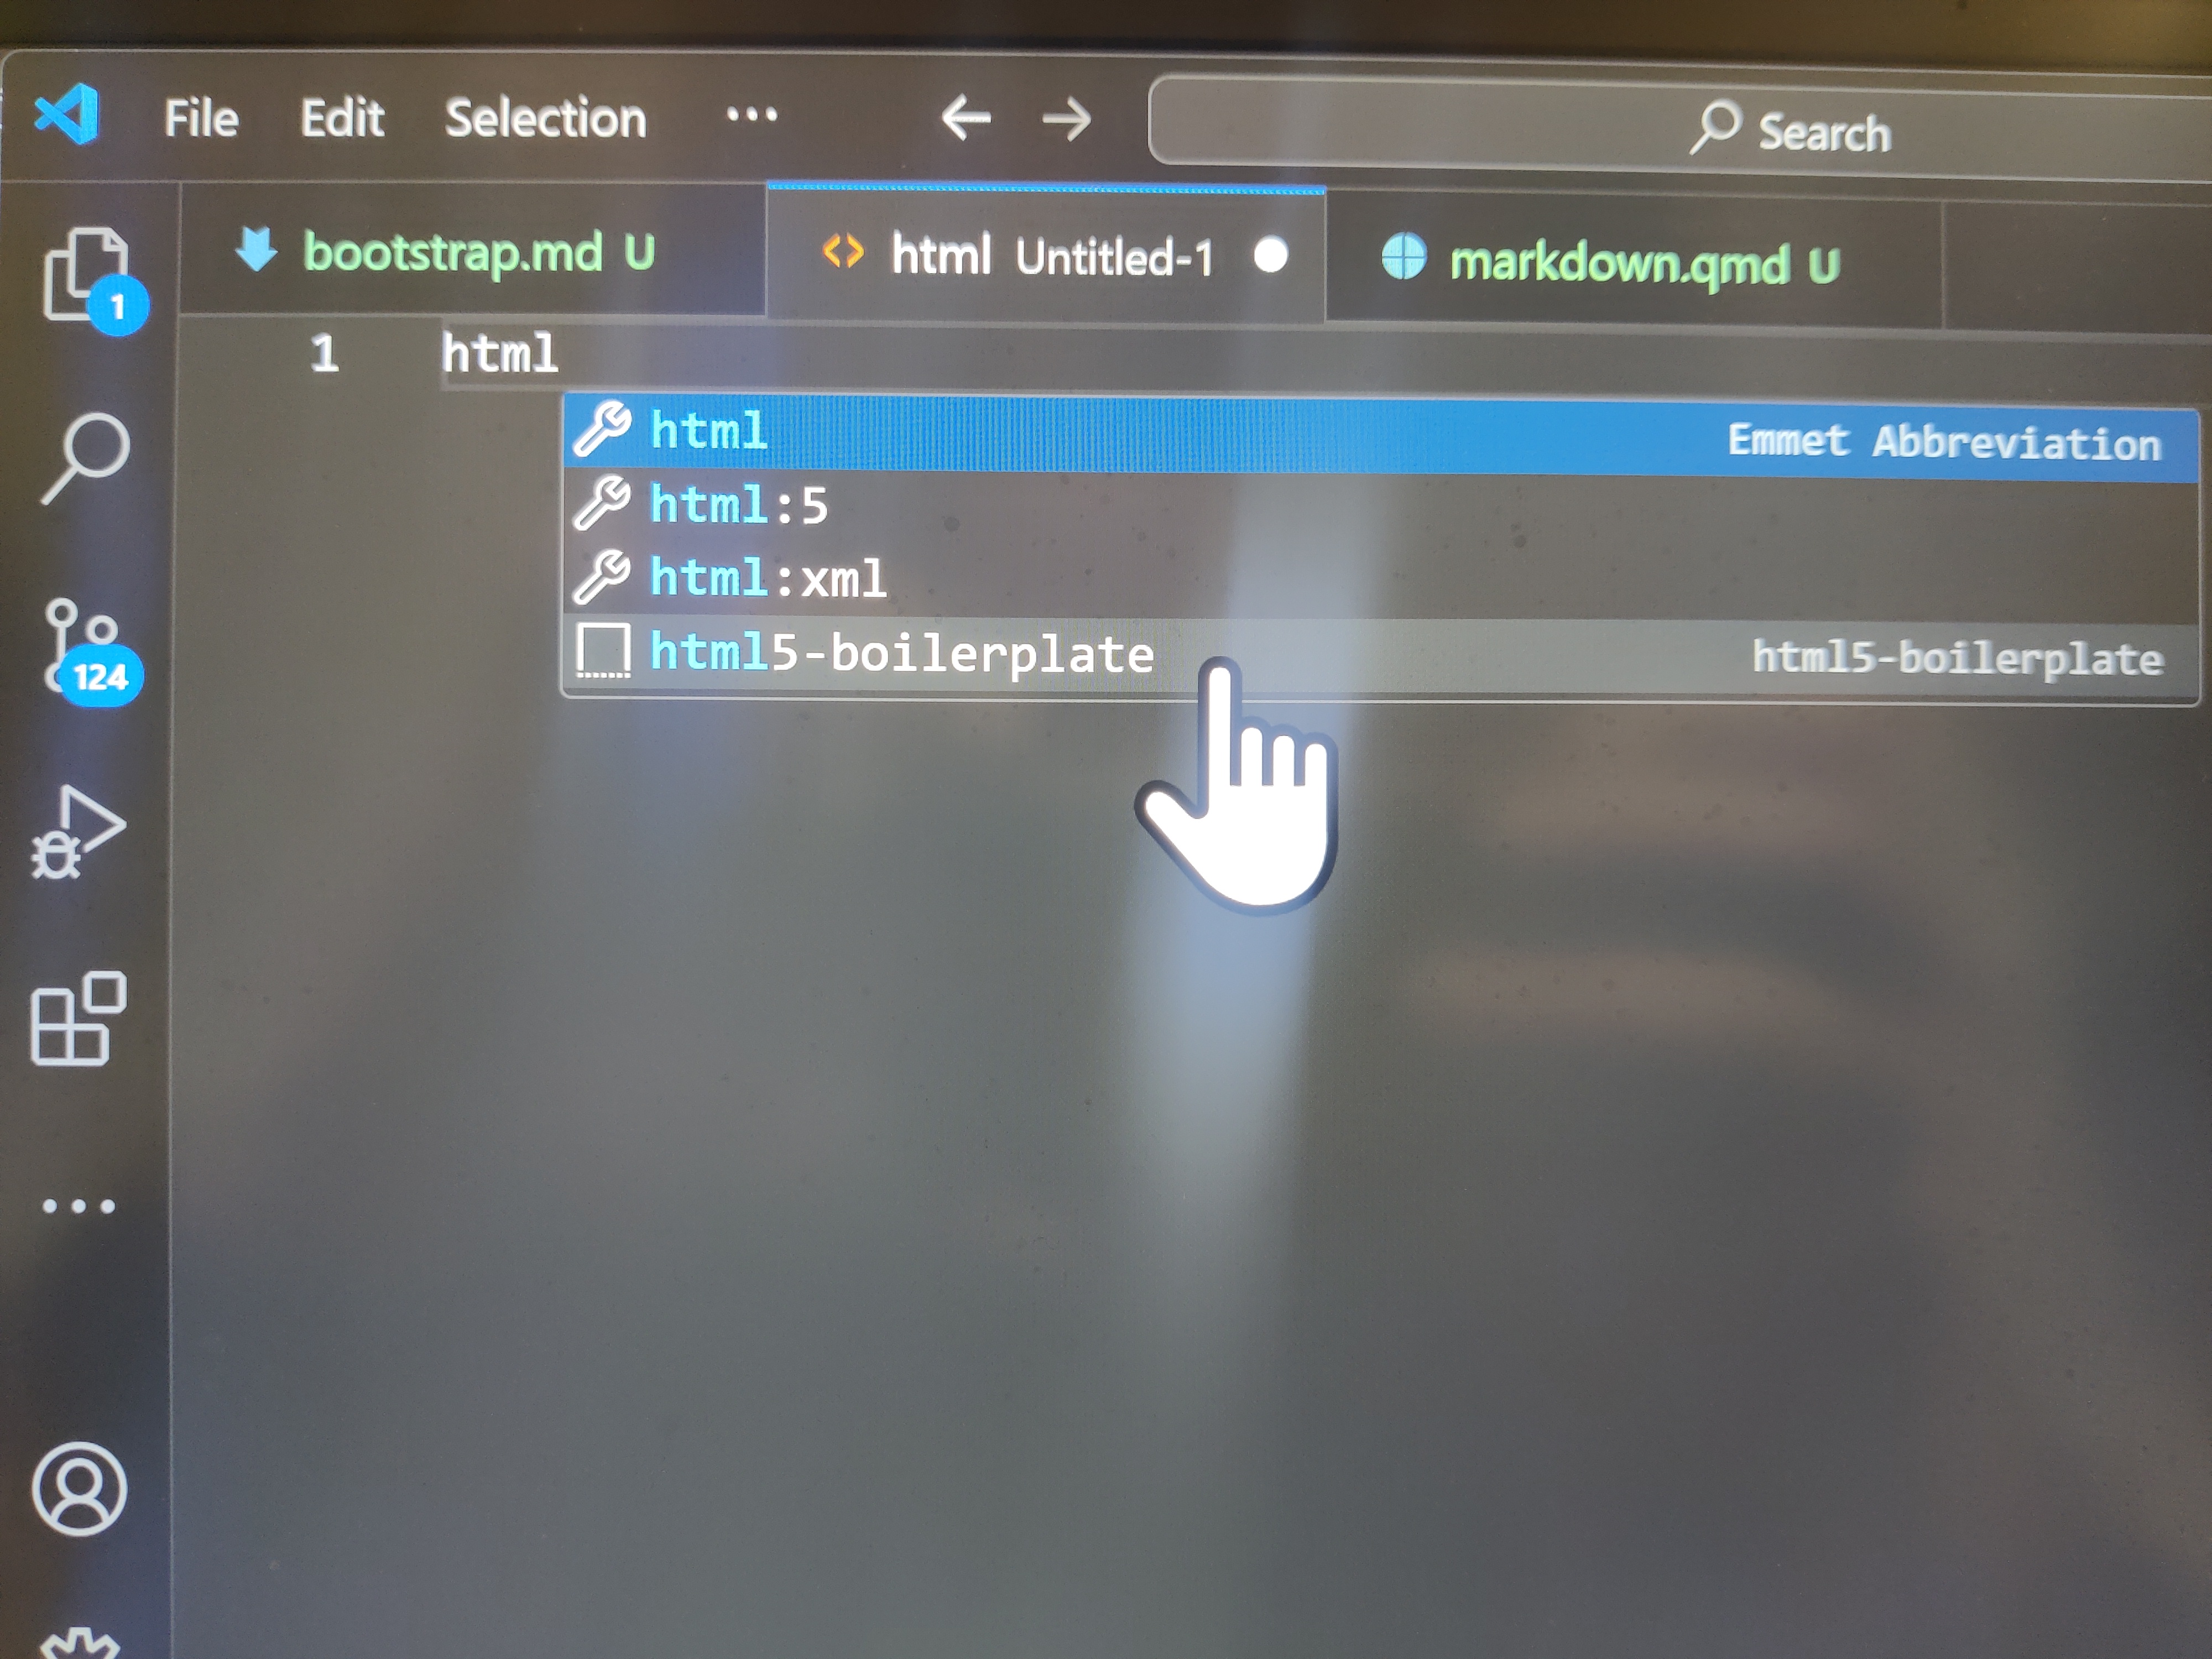 File Edit Selection ··· Search
bootstrap.md U html Untitled-1 markdown.qmd U
1
1 html
html Emmet Abbreviation
html:5
html:xml
html5-boilerplate html5-boilerplate
124